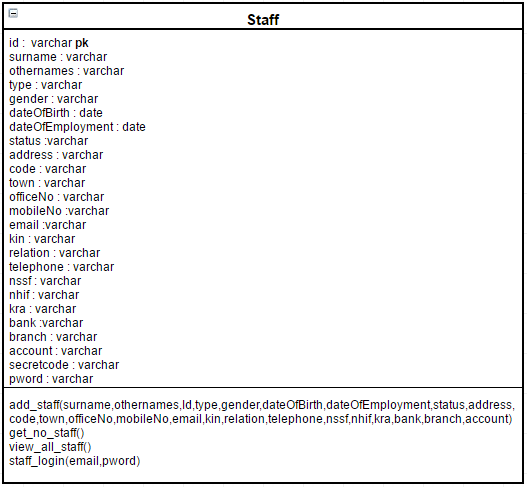 Staff
id : varchar pk
surname : varchar
othernames : varchar
type : varchar
gender : varchar
dateOfBirth : date
dateOfEmployment : date
status :varchar
address : varchar
code : varchar
town : varchar
officeNo : varchar
mobileNo :varchar
email :varchar
kin : varchar
relation : varchar
telephone : varchar
nssf : varchar
nhif : varchar
kra : varchar
bank :varchar
branch : varchar
account : varchar
secretcode : varchar
pword : varchar
add_staff(surname,othernames,Id,type,gender,dateOfBirth,dateOfEmployment,status,address,
code,town,officeNo,mobileNo,email,kin,relation,telephone,nssf,nhif,kra,bank,branch,account)
get_no_staff()
view_all_staff()
staff_login(email,pword)